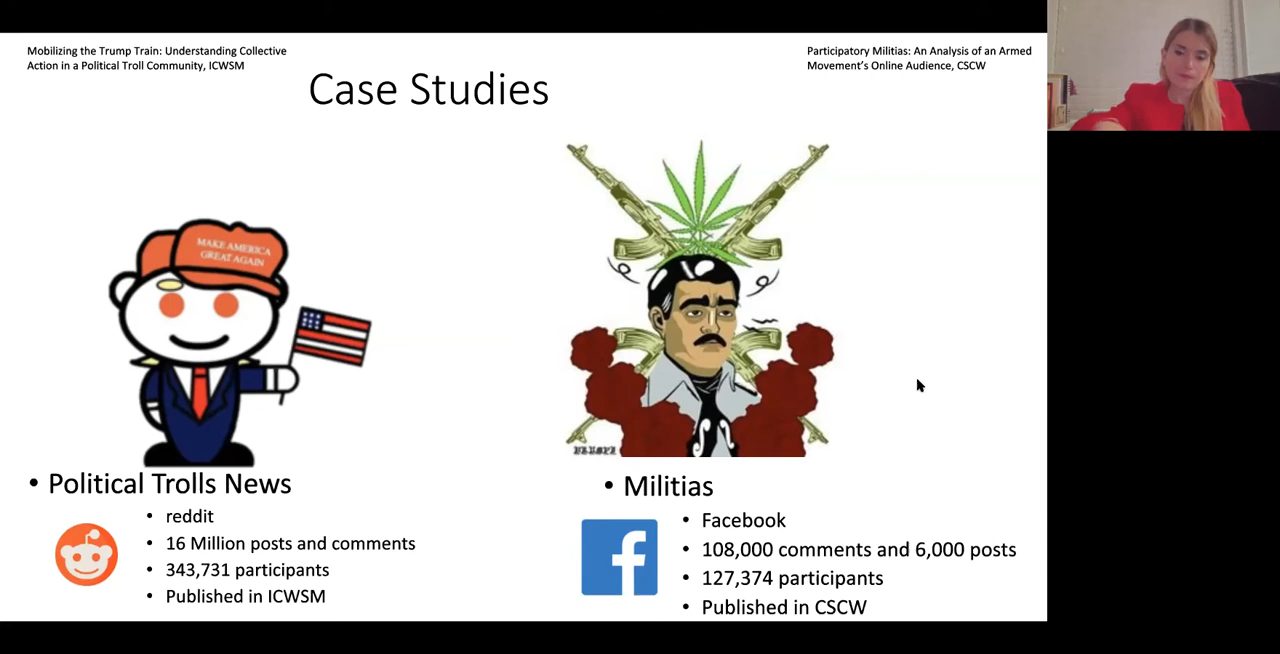 Mobilizing the Trump Train: Understanding Collective
Action in a Political Troll Community, ICWSM
Participatory Militias: An Analysis of an Armed
Movement's Online Audience, CSCW
Case Studies
MAKE AMERICA
GREAT AGAIN
• Political Trolls News
• reddit
• 16 Million posts and comments
• 343,731 participants
• Published in ICWSM
• Militias
• Facebook
• 108,000 comments and 6,000 posts
• 127,374 participants
• Published in CSCW